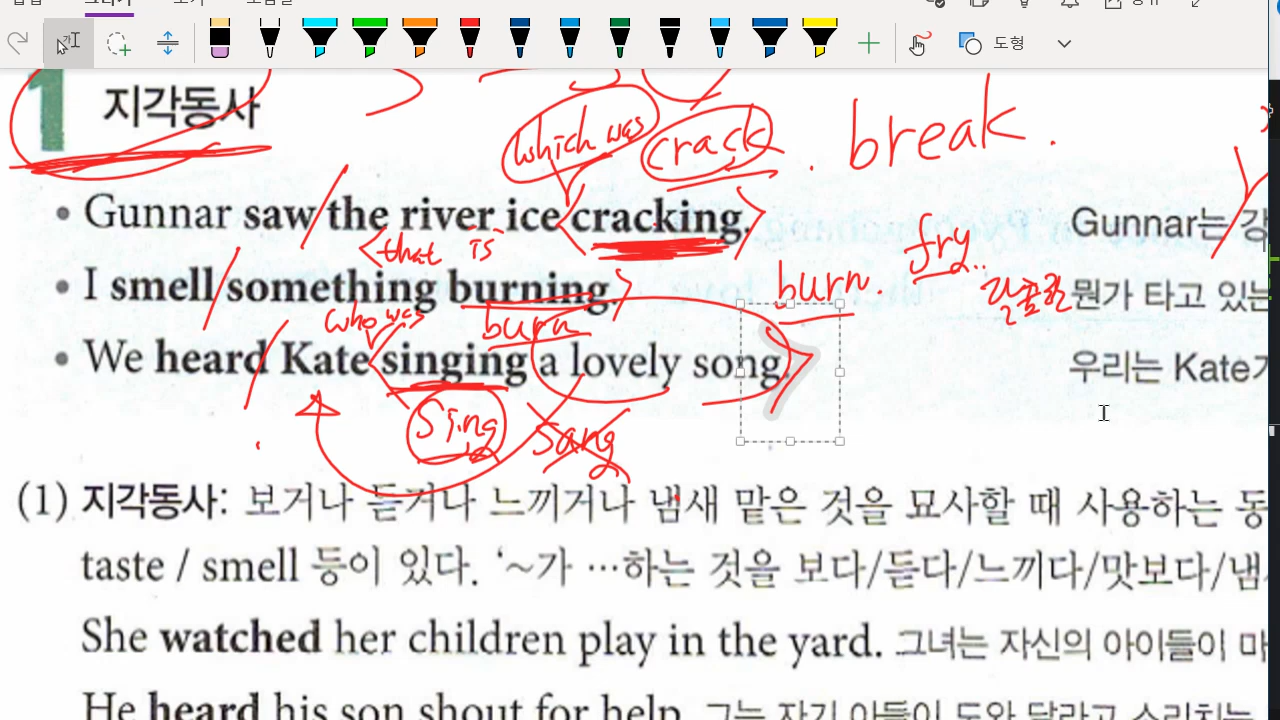 도형
1 지각동사
which was crack. break.
• Gunnar saw the river ice cracking. Gunnar는 강
that is fry..
• I smell something burning. burn. 뭔가 타고 있는
who was burn
• We heard Kate singing a lovely song. 우리는 Kate가
Sing Sang
(1) 지각동사: 보거나 듣거나 느끼거나 냄새 맡은 것을 묘사할 때 사용하는 동
taste / smell 등이 있다. ‘~가 …하는 것을 보다/듣다/느끼다/맛보다/냄
She watched her children play in the yard. 그녀는 자신의 아이들이 마
He heard his son shout for help. 그는 자기 아들이 도와 달라고 소리치는